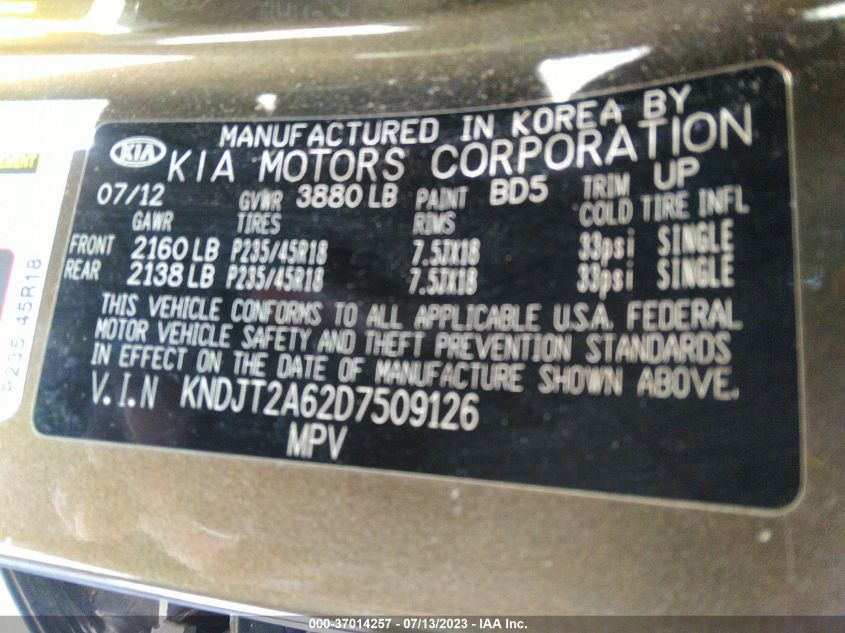 MANUFACTURED IN KOREA BY
KIA KIA MOTORS CORPORATION
07/12 GVWR 3880 LB PAINT BD5 TRIM UP
GAWR TIRES RIMS COLD TIRE INFL
FRONT 2160 LB P235/45R18 7.5JX18 33psi SINGLE
REAR 2138 LB P235/45R18 7.5JX18 33psi SINGLE
THIS VEHICLE CONFORMS TO ALL APPLICABLE U.S.A. FEDERAL
MOTOR VEHICLE SAFETY AND THEFT PREVENTION STANDARDS
IN EFFECT ON THE DATE OF MANUFACTURE SHOWN ABOVE.
V.I.N KNDJT2A62D7509126
MPV
P235 45R18
000-37014257 - 07/13/2023 - IAA Inc.